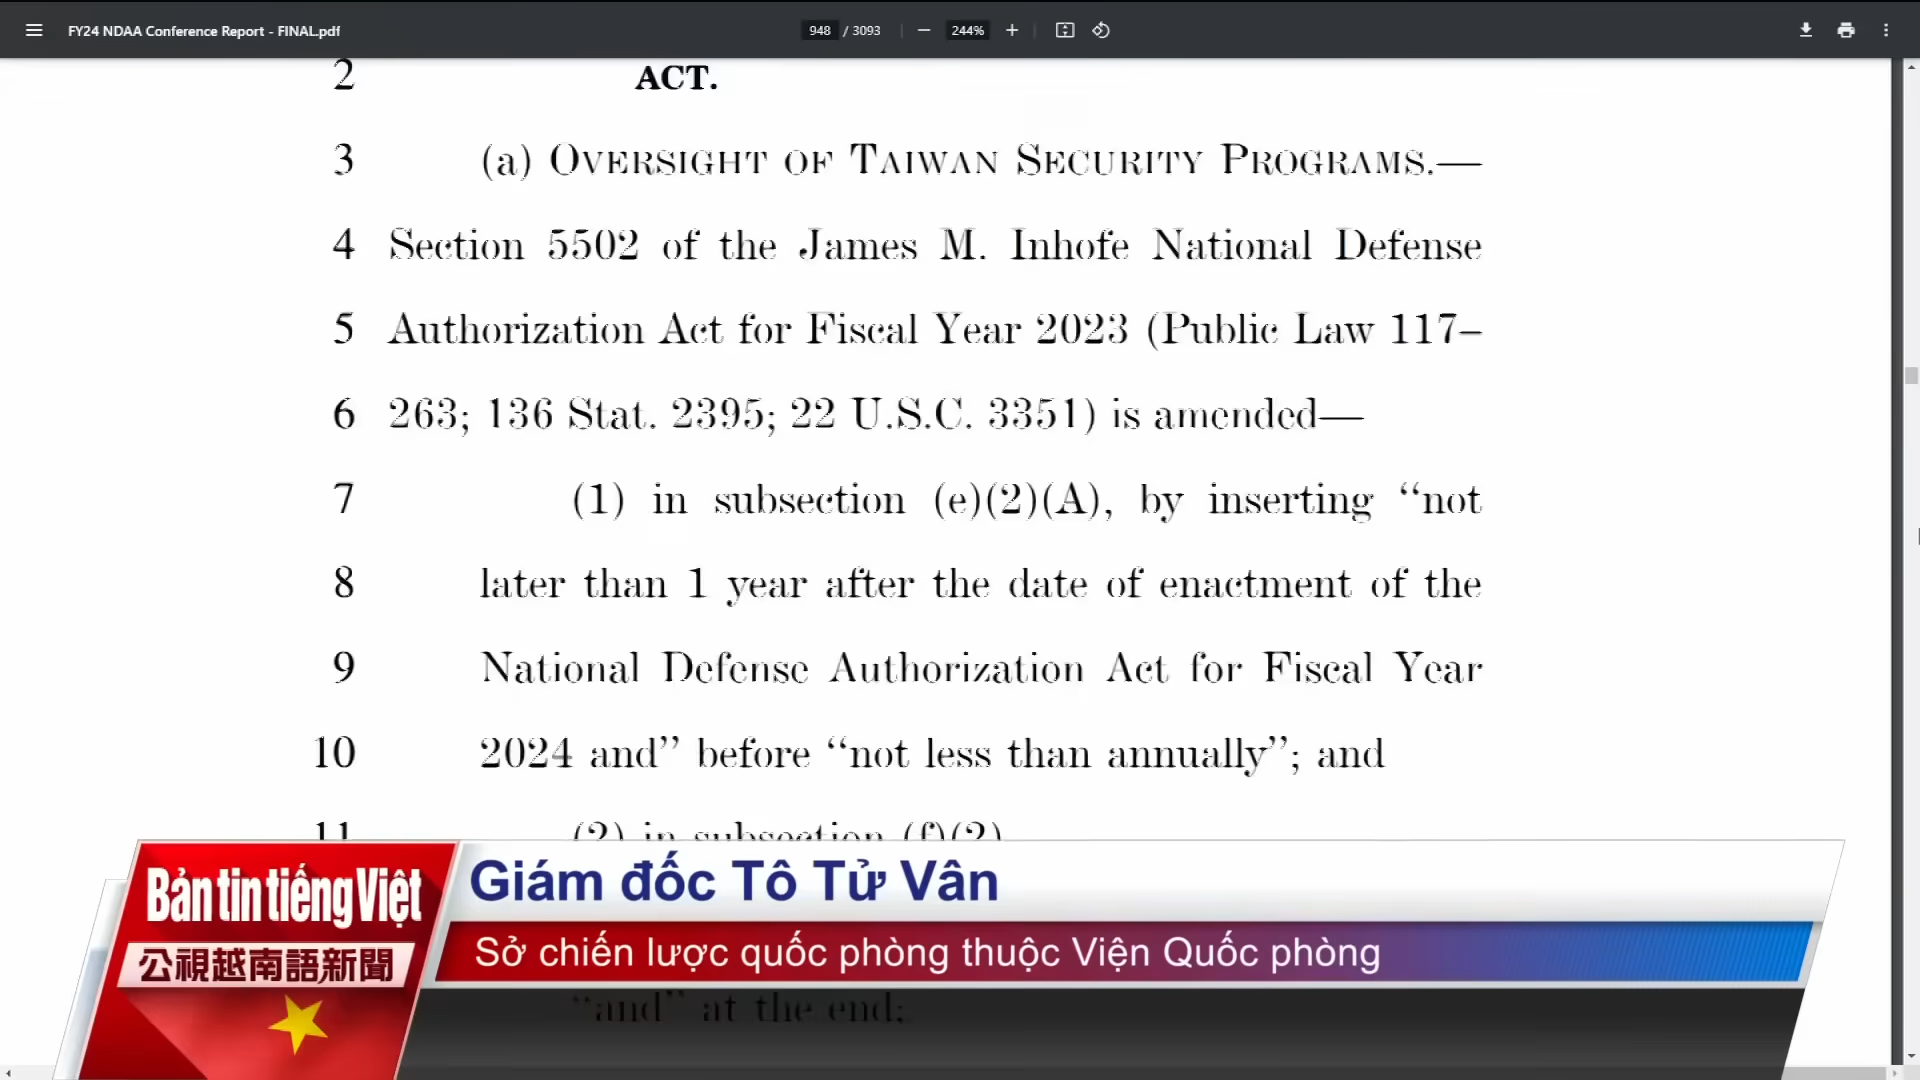 FY24 NDAA Conference Report - FINAL.pdf
948 / 3093
244%
2 ACT.
3 (a) OVERSIGHT OF TAIWAN SECURITY PROGRAMS.—
4 Section 5502 of the James M. Inhofe National Defense
5 Authorization Act for Fiscal Year 2023 (Public Law 117–
6 263; 136 Stat. 2395; 22 U.S.C. 3351) is amended—
7 (1) in subsection (e)(2)(A), by inserting ‘‘not
8 later than 1 year after the date of enactment of the
9 National Defense Authorization Act for Fiscal Year
10 2024 and’’ before ‘‘not less than annually’’; and
11 (2) in subsection (f)(2)
Bản tin tiếng Việt
公視越南語新聞
Giám đốc Tô Tử Vân
Sở chiến lược quốc phòng thuộc Viện Quốc phòng
‘‘and’’ at the end;